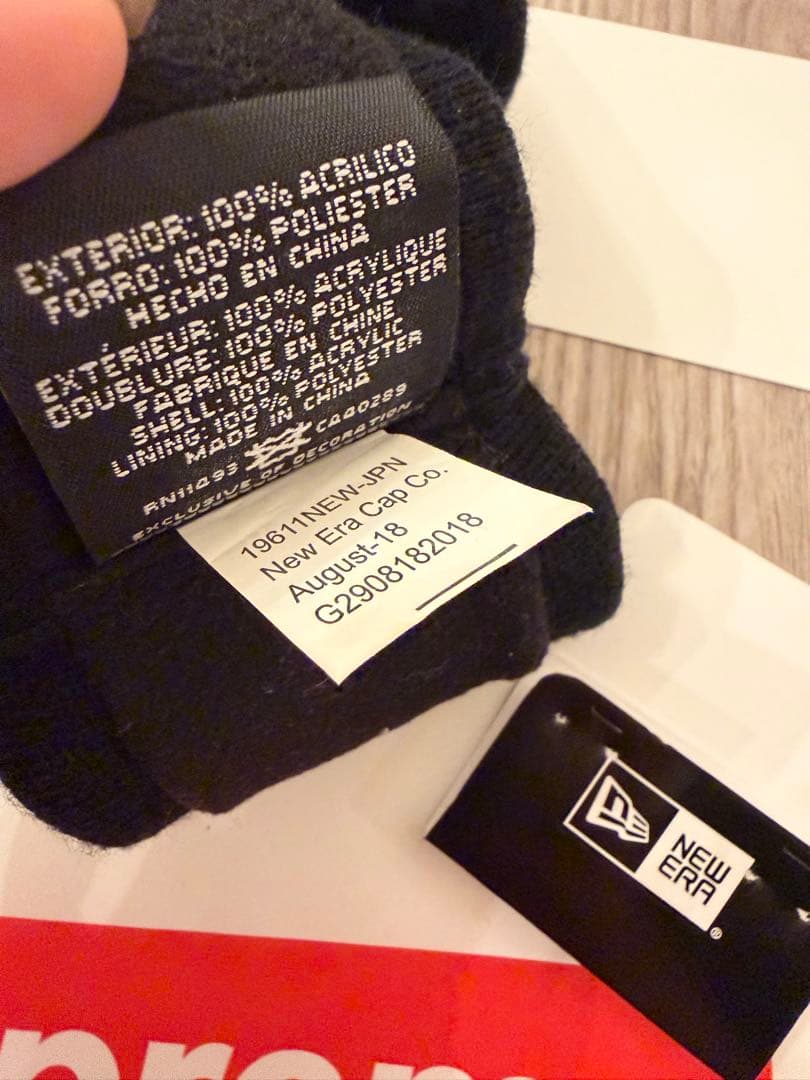 EXTERIOR: 100% ACRILICO
FORRO: 100% POLIESTER
HECHO EN CHINA
EXTÉRIEUR: 100% ACRYLIQUE
DOUBLURE: 100% POLYESTER
FABRIQUE EN CHINE
SHELL: 100% ACRYLIC
LINING: 100% POLYESTER
MADE IN CHINA
RN11493 CA40289
EXCLUSIVE OF DECORATION
19611NEW-JPN
New Era Cap Co.
August-18
G2908182018
NEW
ERA
®